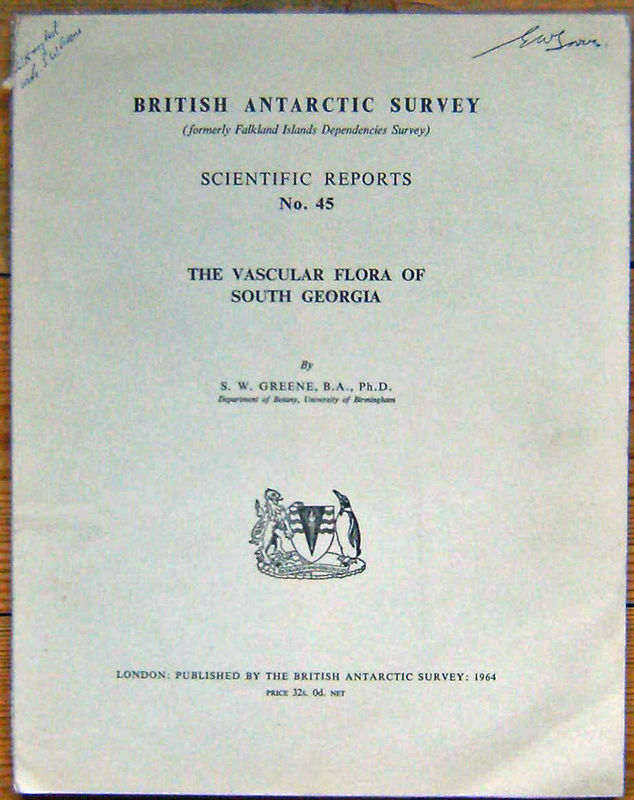 BRITISH ANTARCTIC SURVEY
(formerly Falkland Islands Dependencies Survey)
SCIENTIFIC REPORTS
No. 45
THE VASCULAR FLORA OF
SOUTH GEORGIA
By
S. W. GREENE, B.A., Ph.D.
Department of Botany, University of Birmingham
LONDON: PUBLISHED BY THE BRITISH ANTARCTIC SURVEY: 1964
PRICE 32s. 0d. NET